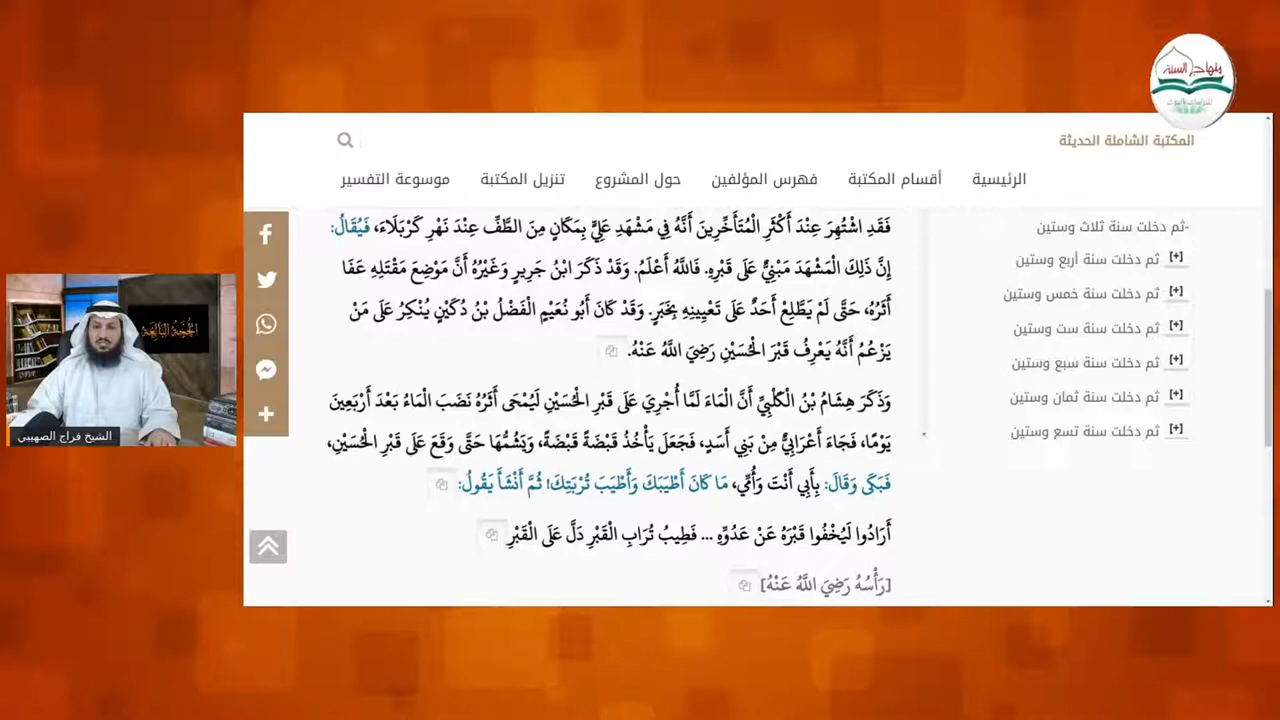 منهاج السنة
المكتبة الشاملة الحديثة
الرئيسية
أقسام المكتبة
فهرس المؤلفين
حول المشروع
تنزيل المكتبة
موسوعة التفسير
-ثم دخلت سنة ثلاث وستين
[+] ثم دخلت سنة أربع وستين
[+] ثم دخلت سنة خمس وستين
[+] ثم دخلت سنة ست وستين
[+] ثم دخلت سنة سبع وستين
[+] ثم دخلت سنة ثمان وستين
[+] ثم دخلت سنة تسع وستين
فَقَدِ اشْتُهِرَ عِنْدَ أَكْثَرِ الْمُتَأَخِّرِينَ أَنَّهُ فِي مَشْهَدِ عَلِيٍّ بِمَكَانٍ مِنَ الطَّفِّ عِنْدَ نَهْرِ كَرْبَلَاءَ، فَيُقَالُ:
إِنَّ ذَلِكَ الْمَشْهَدَ مَبْنِيٌّ عَلَى قَبْرِهِ. فَاللَّهُ أَعْلَمُ. وَقَدْ ذَكَرَ ابْنُ جَرِيرٍ وَغَيْرُهُ أَنَّ مَوْضِعَ مَقْتَلِهِ عَفَا
أَثَرُهُ، حَتَّى لَمْ يَطَّلِعْ أَحَدٌ عَلَى تَعْيِينِهِ بِخَبَرٍ. وَقَدْ كَانَ أَبُو نُعَيْمٍ الْفَضْلُ بْنُ دُكَيْنٍ يُنْكِرُ عَلَى مَنْ
يَزْعُمُ أَنَّهُ يَعْرِفُ قَبْرَ الْحُسَيْنِ رَضِيَ اللَّهُ عَنْهُ.
وَذَكَرَ هِشَامُ بْنُ الْكَلْبِيِّ أَنَّ الْمَاءَ لَمَّا أُجْرِيَ عَلَى قَبْرِ الْحُسَيْنِ لَيُمْحَى أَثَرُهُ نَضَبَ الْمَاءُ بَعْدَ أَرْبَعِينَ
يَوْمًا، فَجَاءَ أَعْرَابِيٌّ مِنْ بَنِي أَسَدٍ، فَجَعَلَ يَأْخُذُ قَبْضَةً قَبْضَةً، وَيَشُمُّهَا حَتَّى وَقَعَ عَلَى قَبْرِ الْحُسَيْنِ،
فَبَكَى وَقَالَ: بِأَبِي أَنْتَ وَأُمِّي، مَا كَانَ أَطْيَبَكَ وَأَطْيَبَ تُرْبَتِكَ! ثُمَّ أَنْشَأَ يَقُولُ:
أَرَادُوا لَيُخْفُوا قَبْرَهُ عَنْ عَدُوِّهِ ... فَطِيبُ تُرَابِ الْقَبْرِ دَلَّ عَلَى الْقَبْرِ
[رَأْسُهُ رَضِيَ اللَّهُ عَنْهُ]
الحجة البالغة
الشيخ فراج الصهيبي